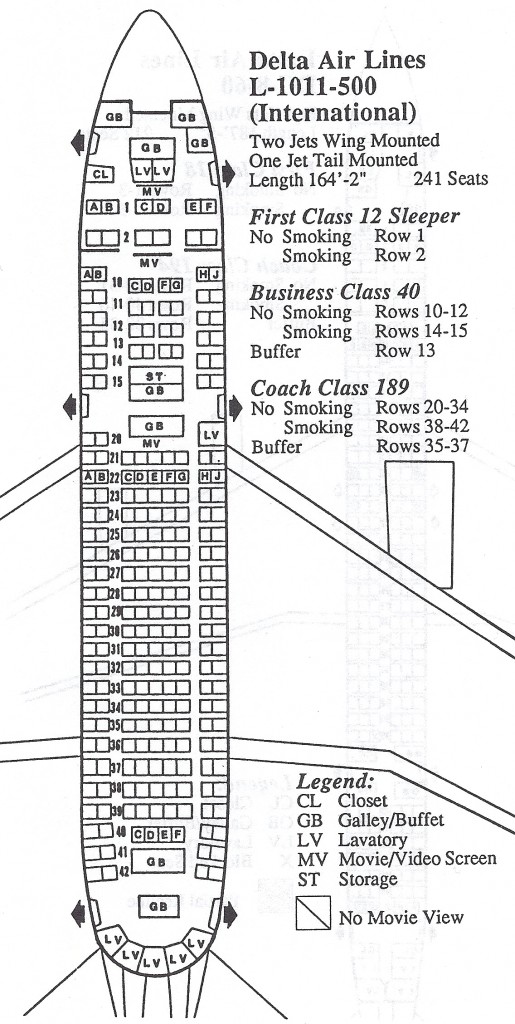 Delta Air Lines
L-1011-500
(International)
Two Jets Wing Mounted
One Jet Tail Mounted
Length 164'-2" 241 Seats
First Class 12 Sleeper
No Smoking Row 1
Smoking Row 2
Business Class 40
No Smoking Rows 10-12
Smoking Rows 14-15
Buffer Row 13
Coach Class 189
No Smoking Rows 20-34
Smoking Rows 38-42
Buffer Rows 35-37
GB GB
GB GB
CL LV LV
MV
A B 1 C D E F
2
MV
A B 10 C D F G H J
11
12
13
14
15 ST
GB
GB
20 MV LV
21
A B 22 C D E F G H J
23
24
25
26
27
28
29
30
31
32
33
34
35
36
37
38
39
40 C D E F
41 GB
42
GB
LV LV LV LV LV
Legend:
CL Closet
GB Galley/Buffet
LV Lavatory
MV Movie/Video Screen
ST Storage
No Movie View